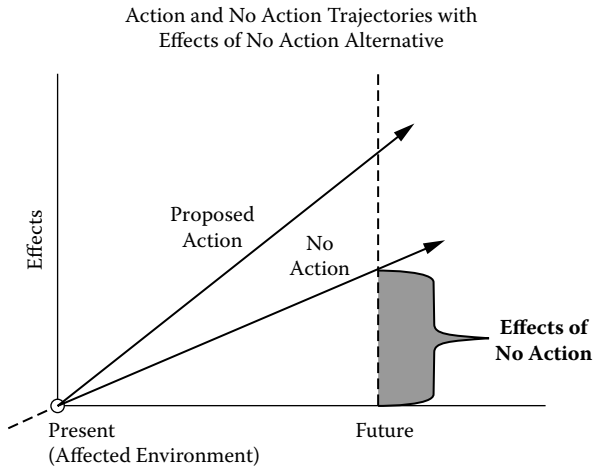 Action and No Action Trajectories with
Effects of No Action Alternative
Effects
Proposed
Action
No
Action
Effects of
No Action
Present
(Affected Environment)
Future